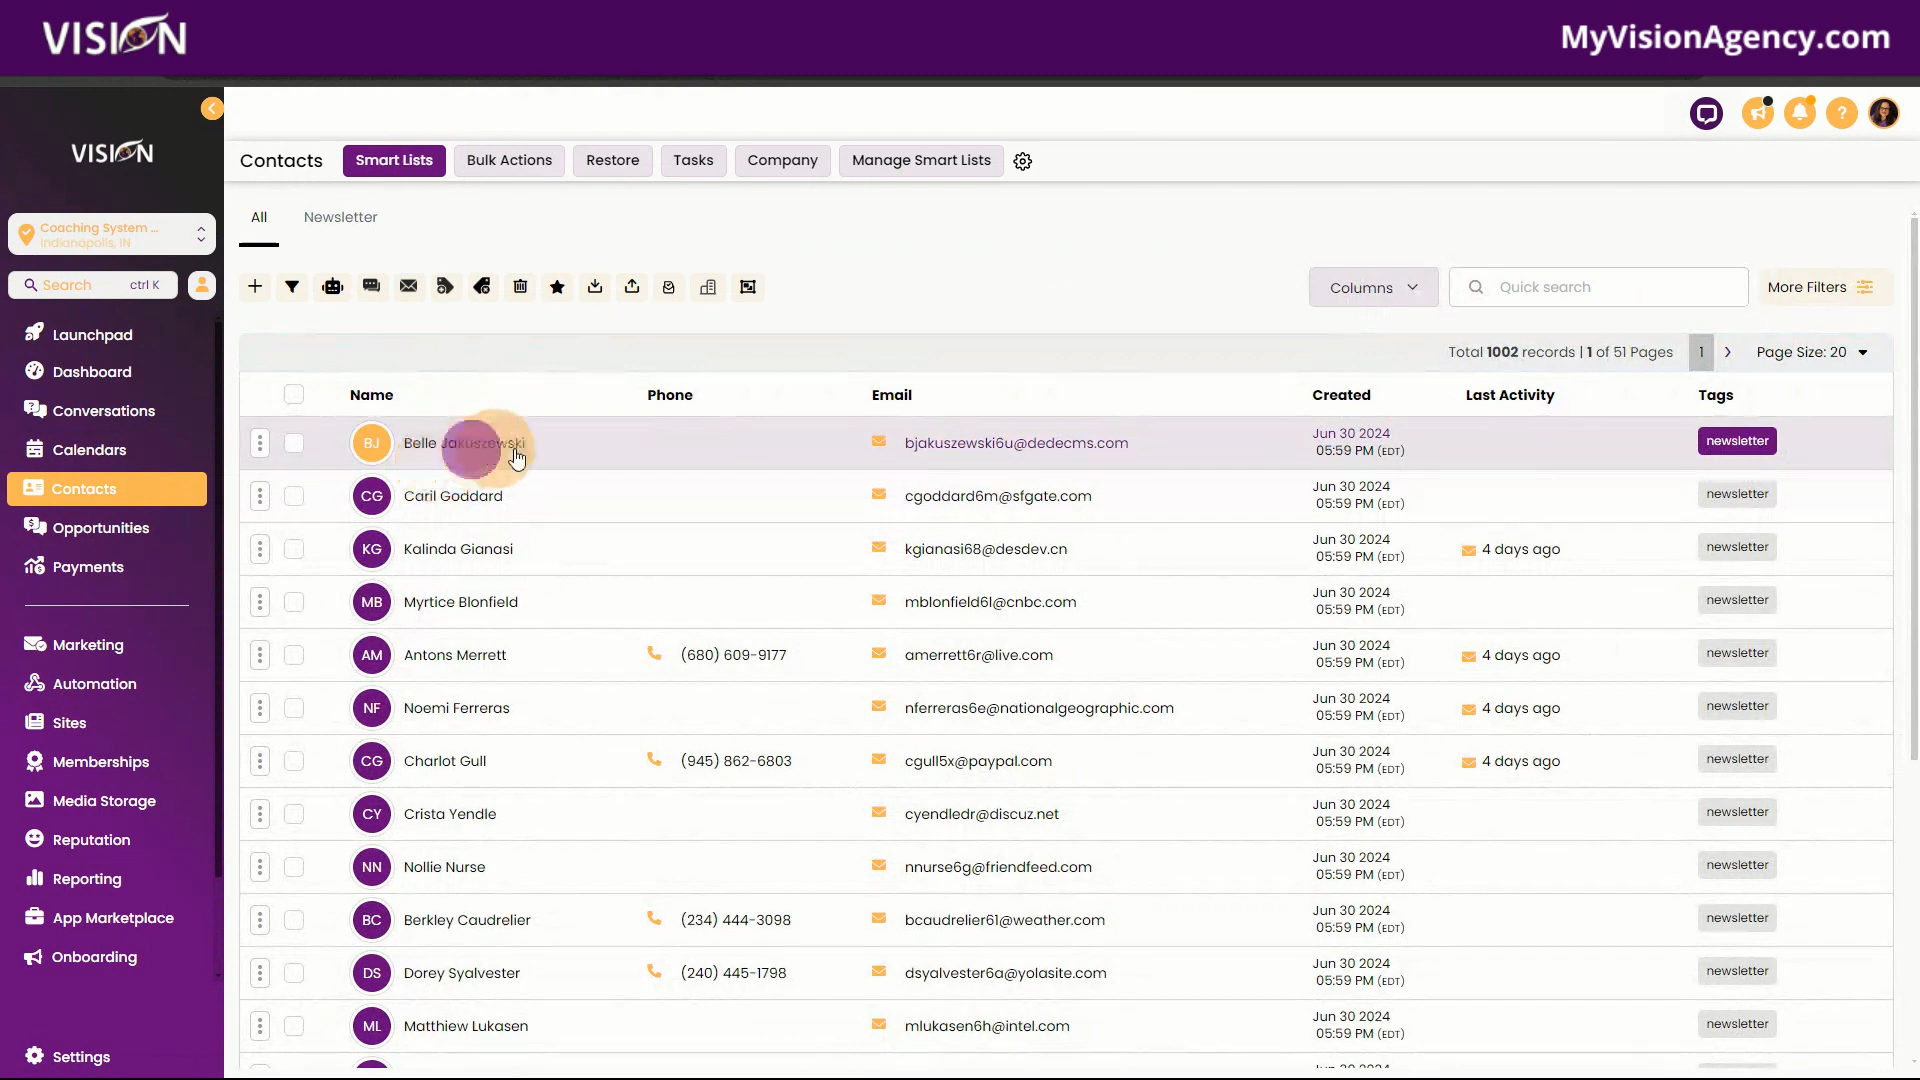 VISION
MyVisionAgency.com
VISION
Coaching System ...
Indianapolis, IN
Search ctrl K
Launchpad
Dashboard
Conversations
Calendars
Contacts
Opportunities
Payments
Marketing
Automation
Sites
Memberships
Media Storage
Reputation
Reporting
App Marketplace
Onboarding
Settings
Contacts Smart Lists Bulk Actions Restore Tasks Company Manage Smart Lists
All Newsletter
Columns Quick search More Filters
Total 1002 records | 1 of 51 Pages 1 Page Size: 20
Name Phone Email Created Last Activity Tags
BJ Belle Jakuszewski bjakuszewski6u@dedecms.com Jun 30 2024 newsletter
05:59 PM (EDT)
CG Caril Goddard cgoddard6m@sfgate.com Jun 30 2024 newsletter
05:59 PM (EDT)
KG Kalinda Gianasi kgianasi68@desdev.cn Jun 30 2024 4 days ago newsletter
05:59 PM (EDT)
MB Myrtice Blonfield mblonfield6l@cnbc.com Jun 30 2024 newsletter
05:59 PM (EDT)
AM Antons Merrett (680) 609-9177 amerrett6r@live.com Jun 30 2024 4 days ago newsletter
05:59 PM (EDT)
NF Noemi Ferreras nferreras6e@nationalgeographic.com Jun 30 2024 4 days ago newsletter
05:59 PM (EDT)
CG Charlot Gull (945) 862-6803 cgull5x@paypal.com Jun 30 2024 4 days ago newsletter
05:59 PM (EDT)
CY Crista Yendle cyendledr@discuz.net Jun 30 2024 newsletter
05:59 PM (EDT)
NN Nollie Nurse nnurse6g@friendfeed.com Jun 30 2024 newsletter
05:59 PM (EDT)
BC Berkley Caudrelier (234) 444-3098 bcaudrelier61@weather.com Jun 30 2024 newsletter
05:59 PM (EDT)
DS Dorey Syalvester (240) 445-1798 dsyalvester6a@yolasite.com Jun 30 2024 newsletter
05:59 PM (EDT)
ML Matthiew Lukasen mlukasen6h@intel.com Jun 30 2024 newsletter
05:59 PM (EDT)